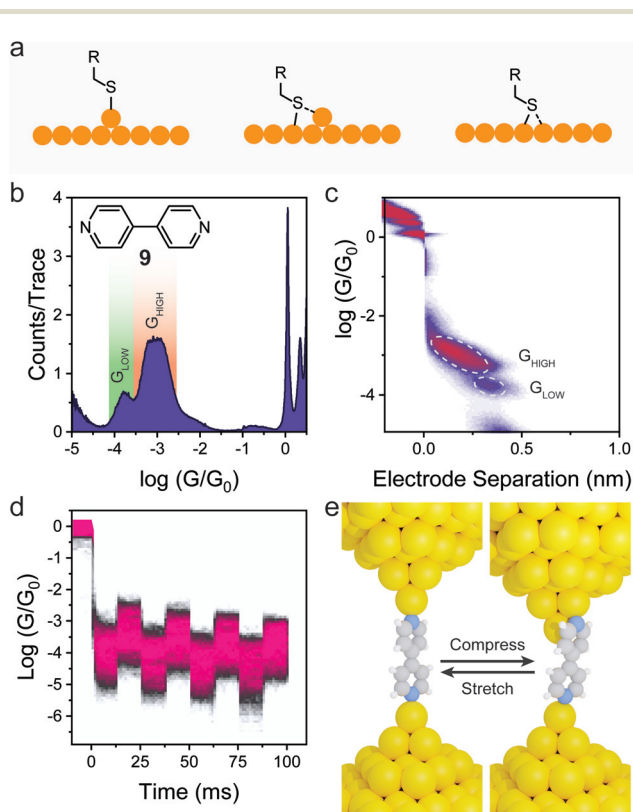 a
R
S
R
S
R
S
b
4
3
2
1
0
Counts/Trace
N
N
9
G_LOW
G_HIGH
-5
-4
-3
-2
-1
0
log (G/G₀)
c
0
-2
-4
log (G/G₀)
G_HIGH
G_LOW
0.0
0.5
1.0
Electrode Separation (nm)
d
0
-1
-2
-3
-4
-5
-6
Log (G/G₀)
0
25
50
75
100
Time (ms)
e
Compress
Stretch